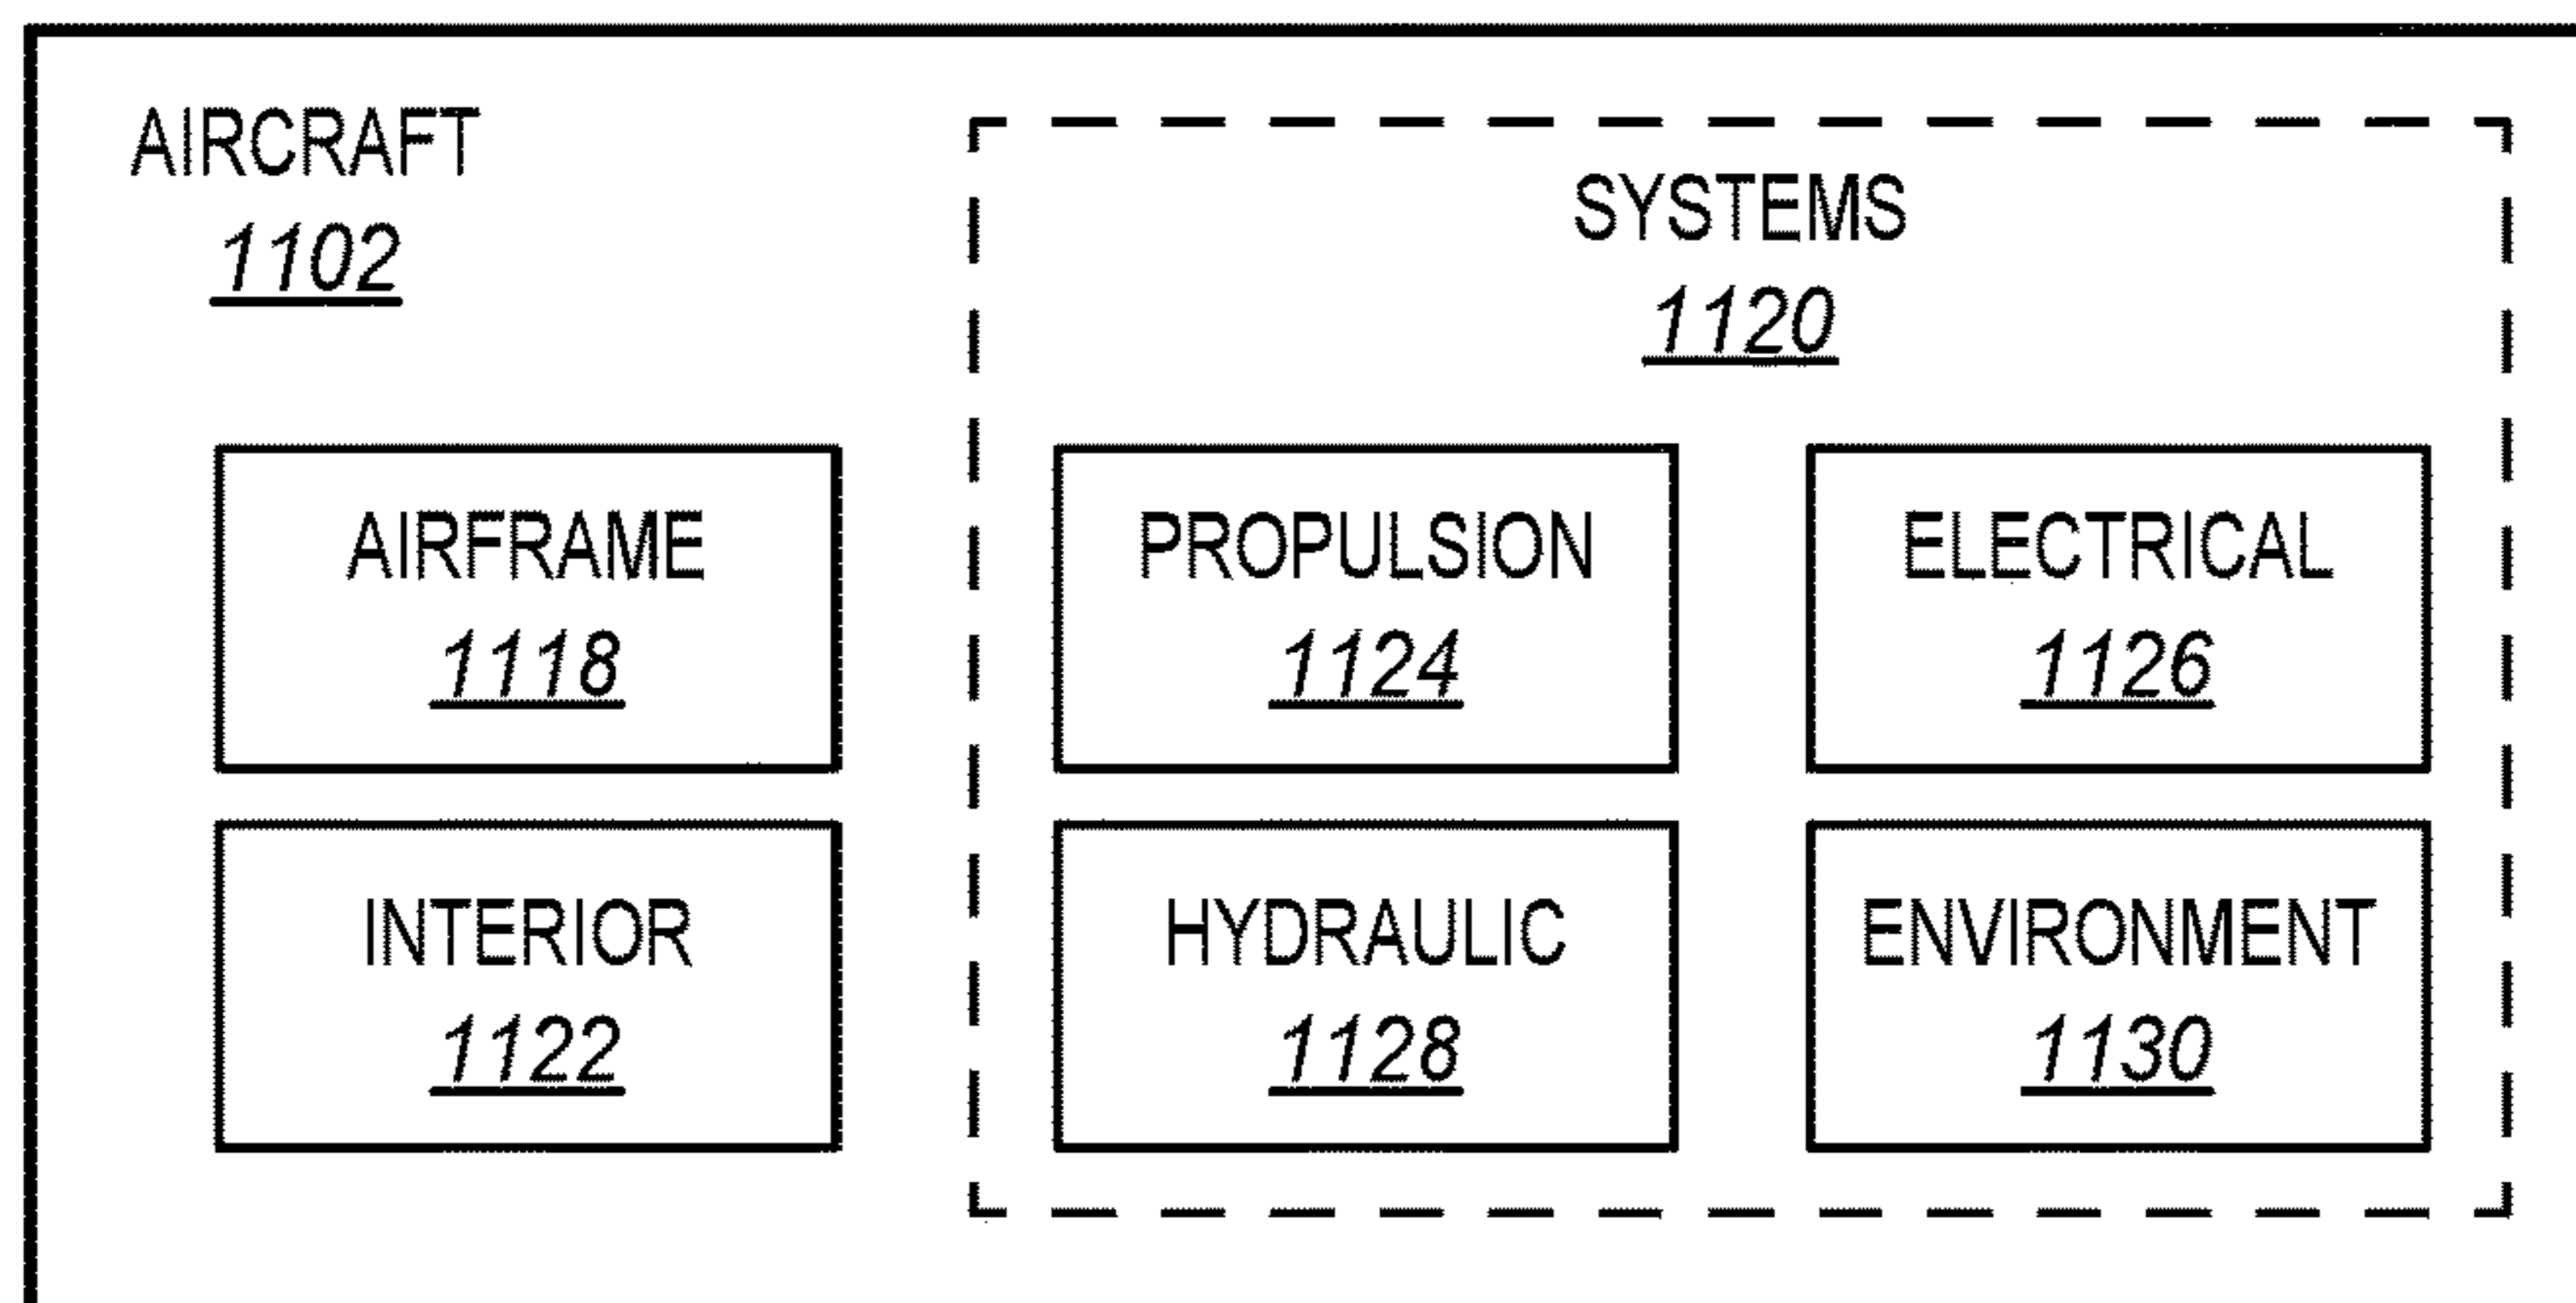 AIRCRAFT
1102
SYSTEMS
1120
AIRFRAME
1118
PROPULSION
1124
ELECTRICAL
1126
INTERIOR
1122
HYDRAULIC
1128
ENVIRONMENT
1130